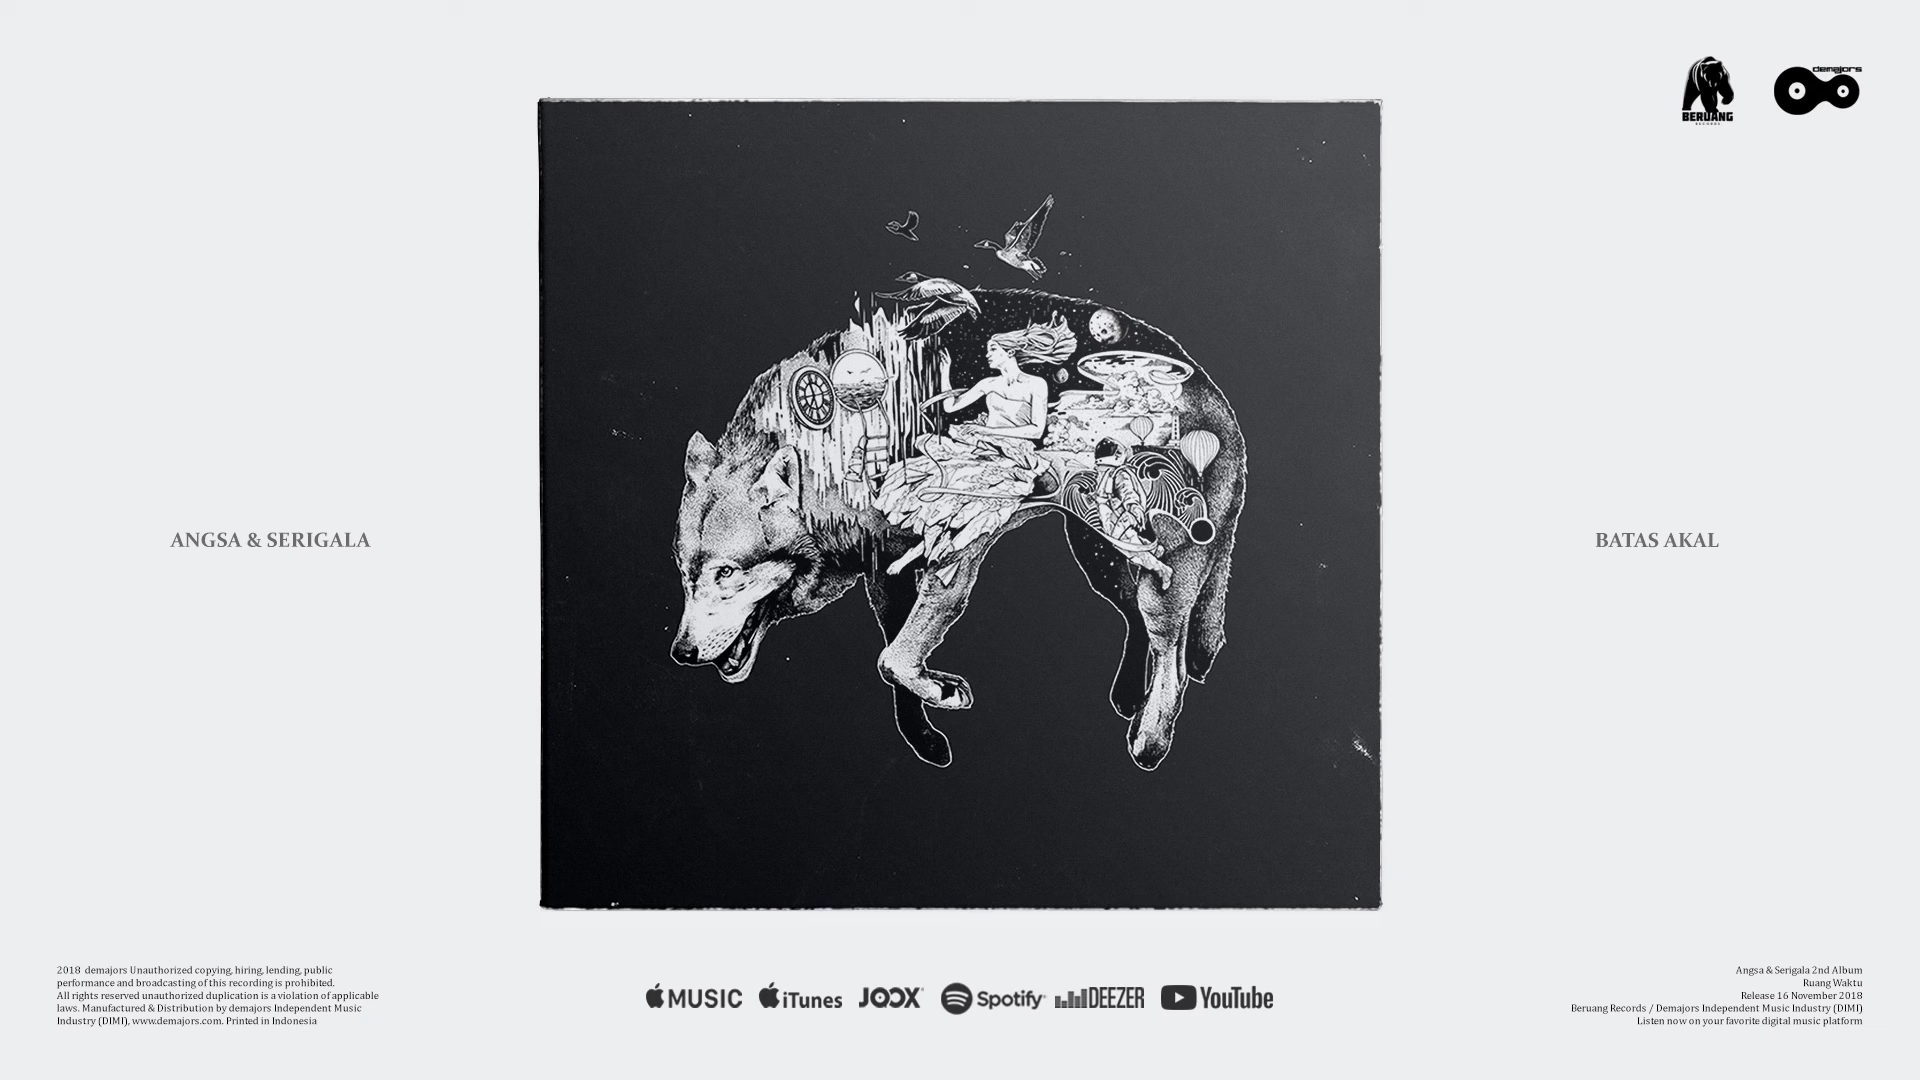 demajors
BERUANG
RECORDS
ANGSA & SERIGALA
BATAS AKAL
2018 demajors Unauthorized copying, hiring, lending, public
performance and broadcasting of this recording is prohibited.
All rights reserved unauthorized duplication is a violation of applicable
laws. Manufactured & Distribution by demajors Independent Music
Industry (DIMI), www.demajors.com. Printed in Indonesia
MUSIC
iTunes
JOOX
Spotify
DEEZER
YouTube
Angsa & Serigala 2nd Album
Ruang Waktu
Release 16 November 2018
Beruang Records / Demajors Independent Music Industry (DIMI)
Listen now on your favorite digital music platform